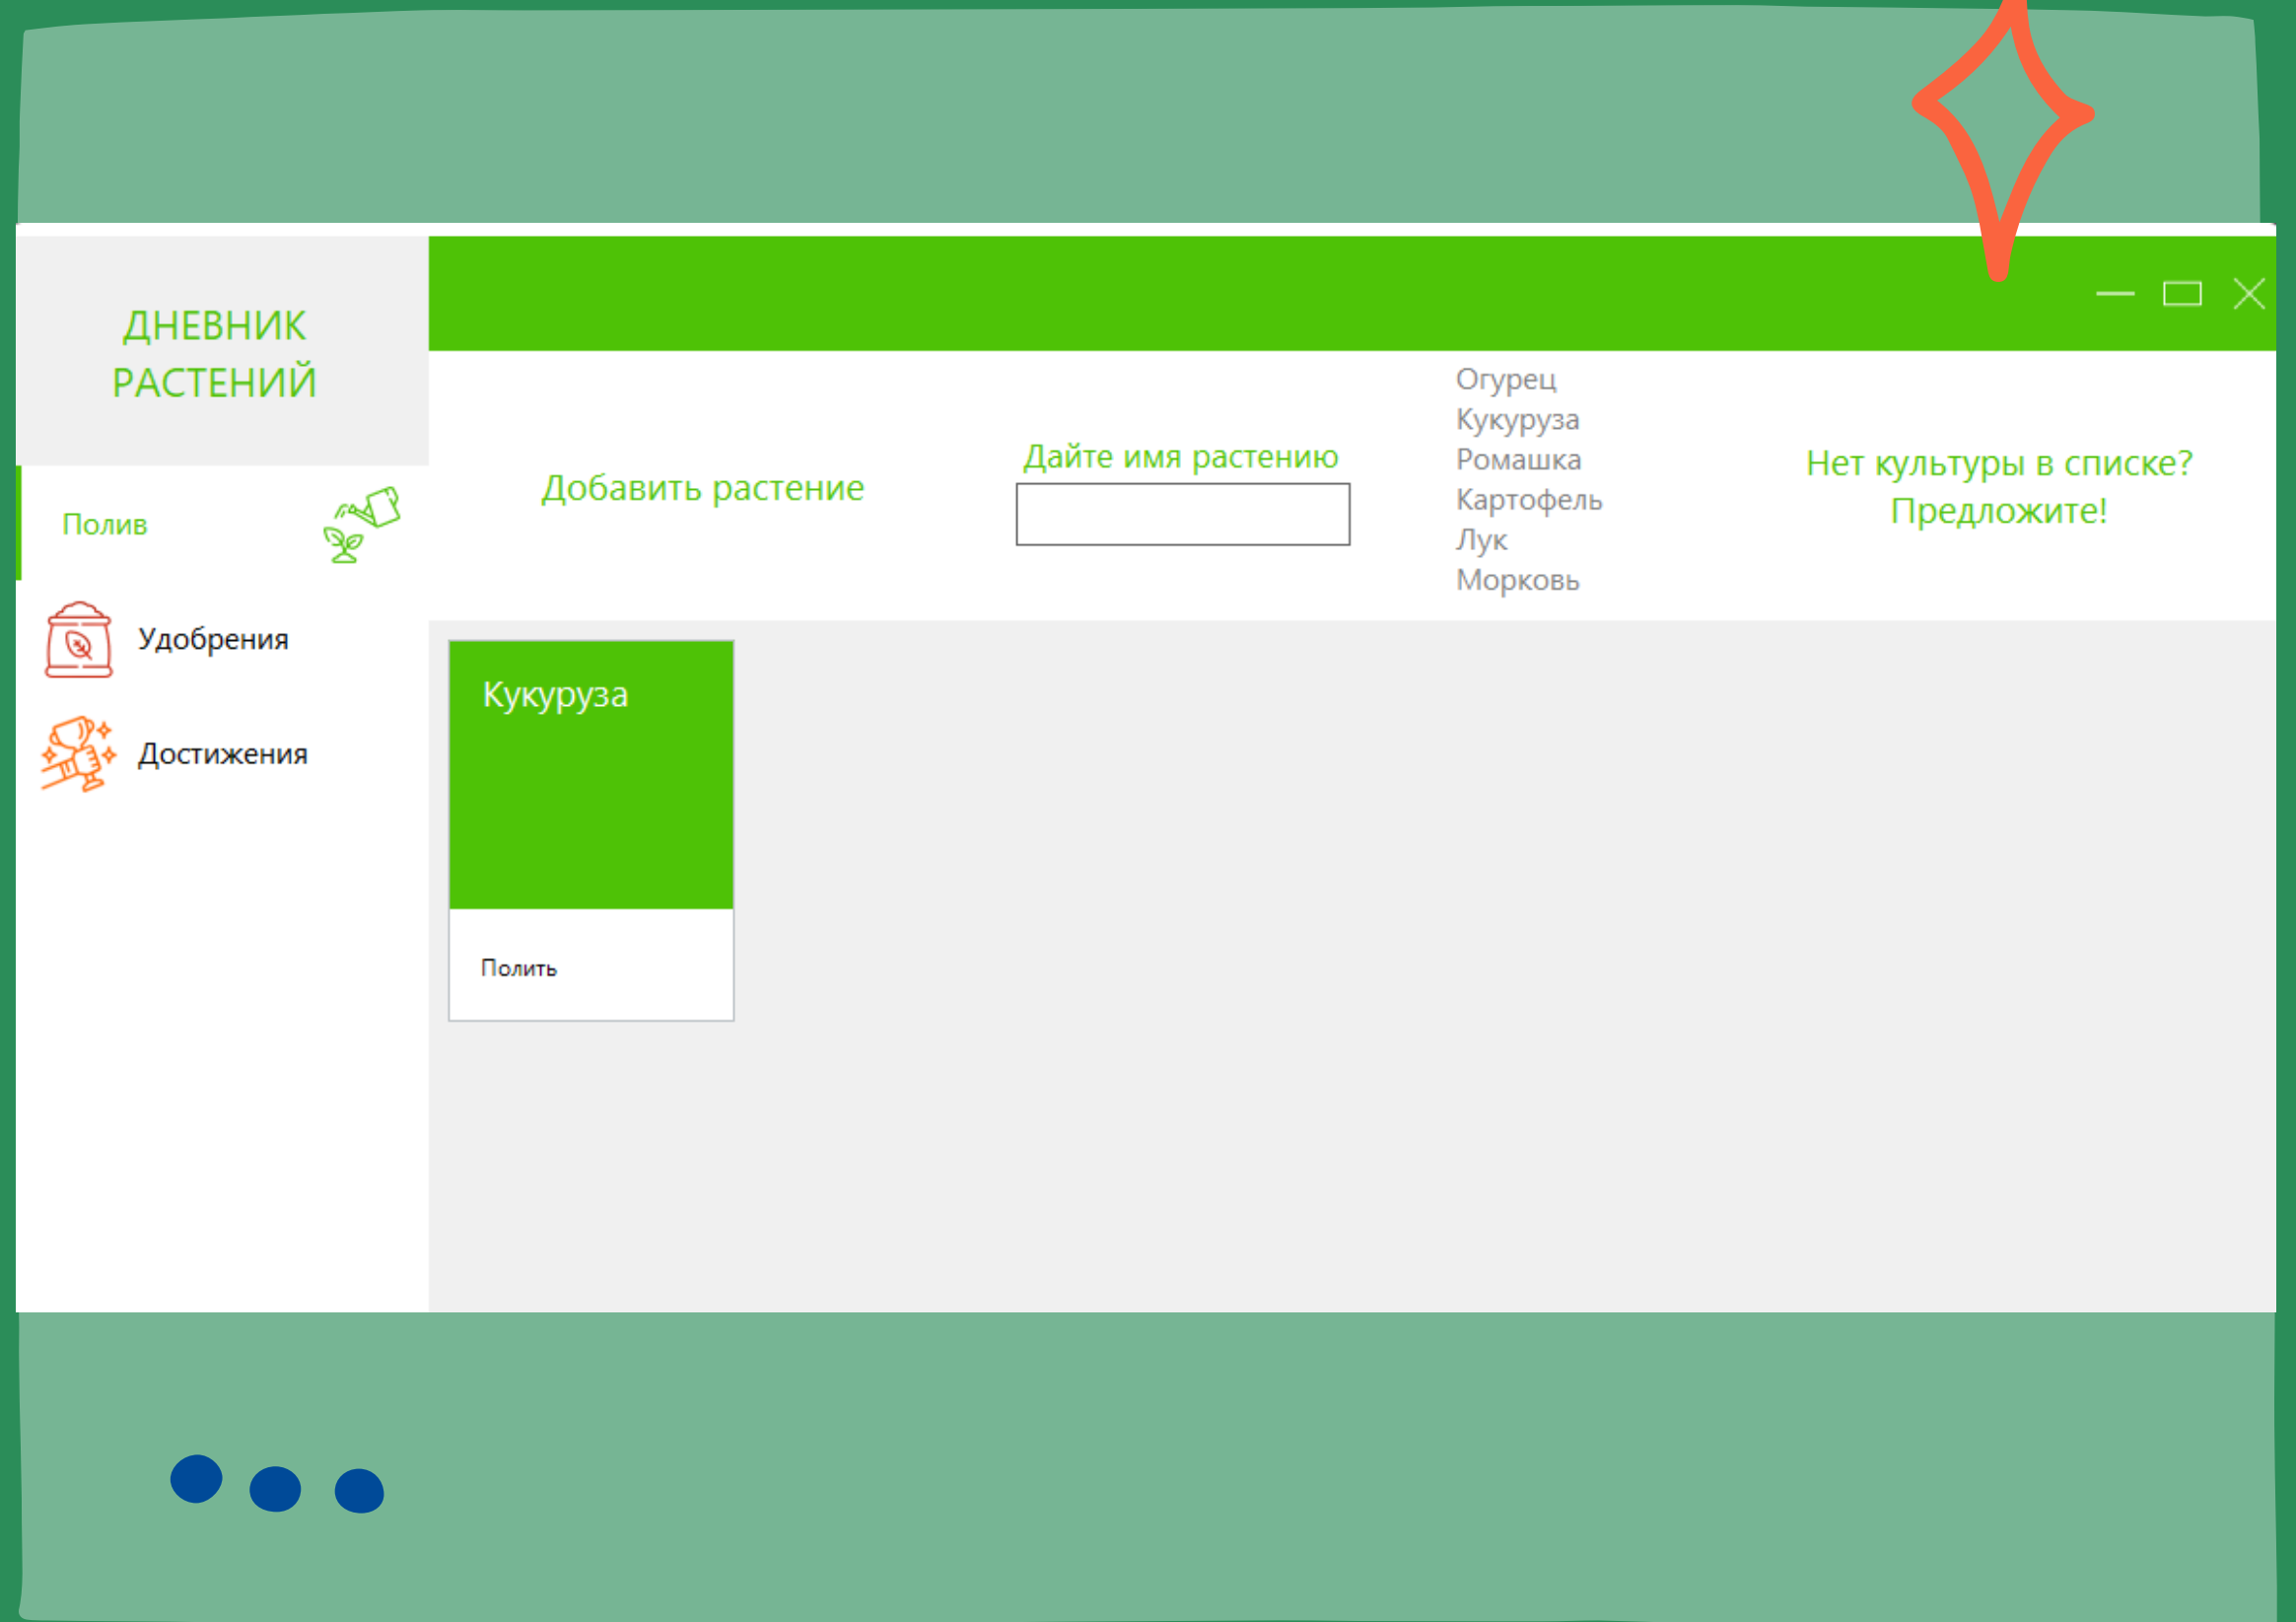 ДНЕВНИК
РАСТЕНИЙ
Полив
Удобрения
Достижения
Добавить растение
Дайте имя растению
Огурец
Кукуруза
Ромашка
Картофель
Лук
Морковь
Нет культуры в списке?
Предложите!
Кукуруза
Полить